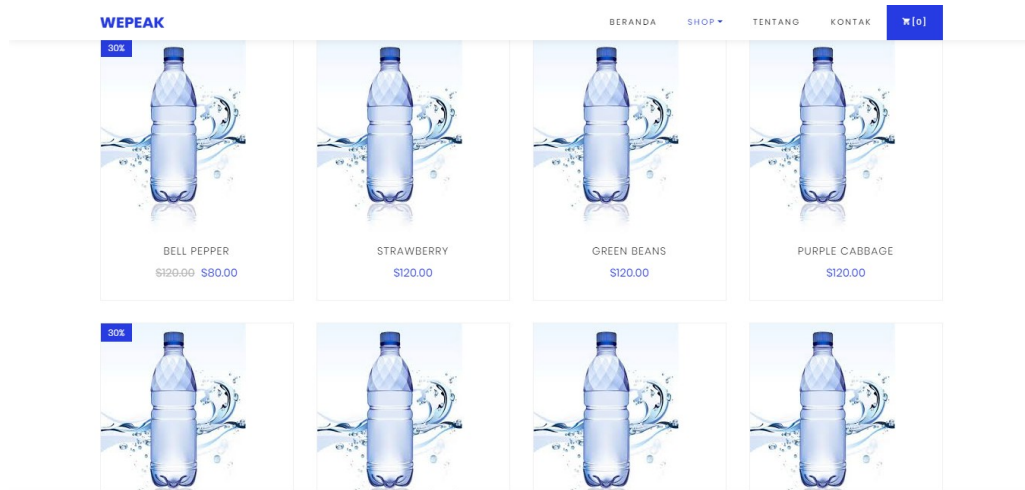 WEPEAK BERANDA SHOP TENTANG KONTAK [0]
30%
BELL PEPPER
$120.00 $80.00
STRAWBERRY
$120.00
GREEN BEANS
$120.00
PURPLE CABBAGE
$120.00
30%